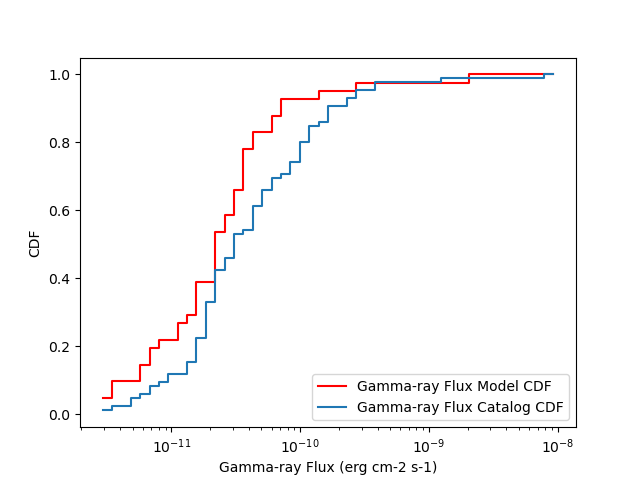 1.0
0.8
0.6
0.4
0.2
0.0
CDF
10⁻¹¹
10⁻¹⁰
10⁻⁹
10⁻⁸
Gamma-ray Flux (erg cm-2 s-1)
Gamma-ray Flux Model CDF
Gamma-ray Flux Catalog CDF